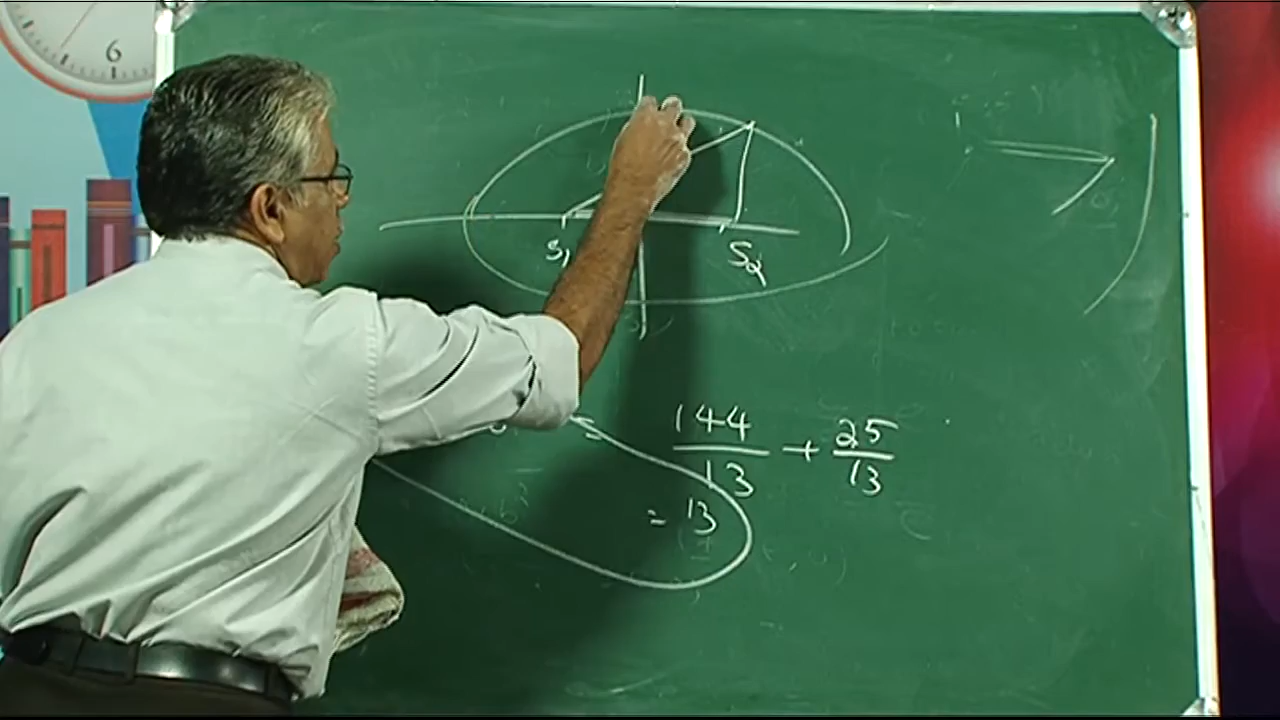 6
S₁ S₂
144/13 + 25/13
= 13